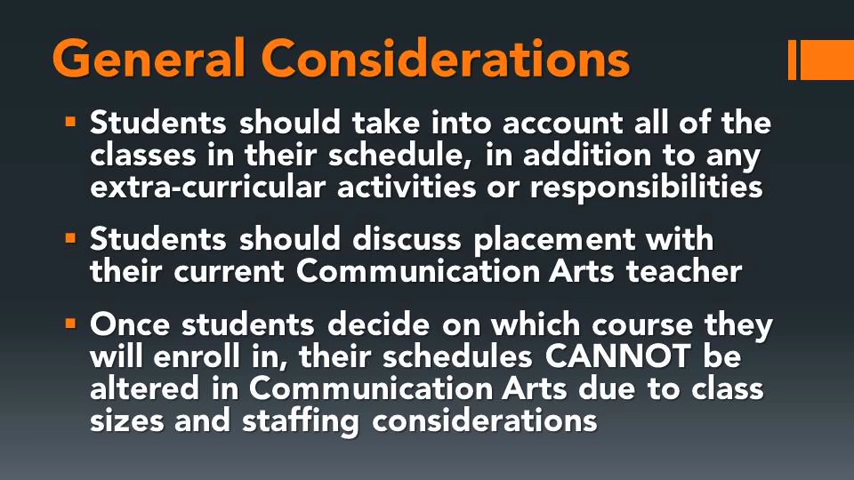 General Considerations
▪ Students should take into account all of the
classes in their schedule, in addition to any
extra-curricular activities or responsibilities
▪ Students should discuss placement with
their current Communication Arts teacher
▪ Once students decide on which course they
will enroll in, their schedules CANNOT be
altered in Communication Arts due to class
sizes and staffing considerations